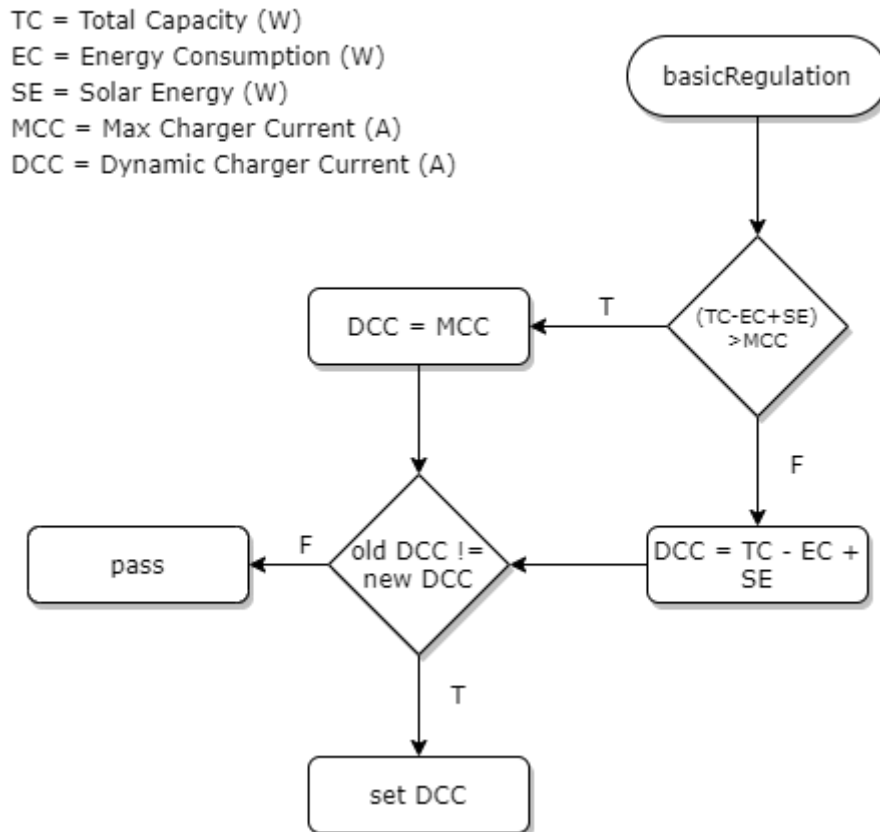 TC = Total Capacity (W)
EC = Energy Consumption (W)
SE = Solar Energy (W)
MCC = Max Charger Current (A)
DCC = Dynamic Charger Current (A)
basicRegulation
(TC-EC+SE)
>MCC
T
DCC = MCC
F
DCC = TC - EC +
SE
old DCC !=
new DCC
F
pass
T
set DCC